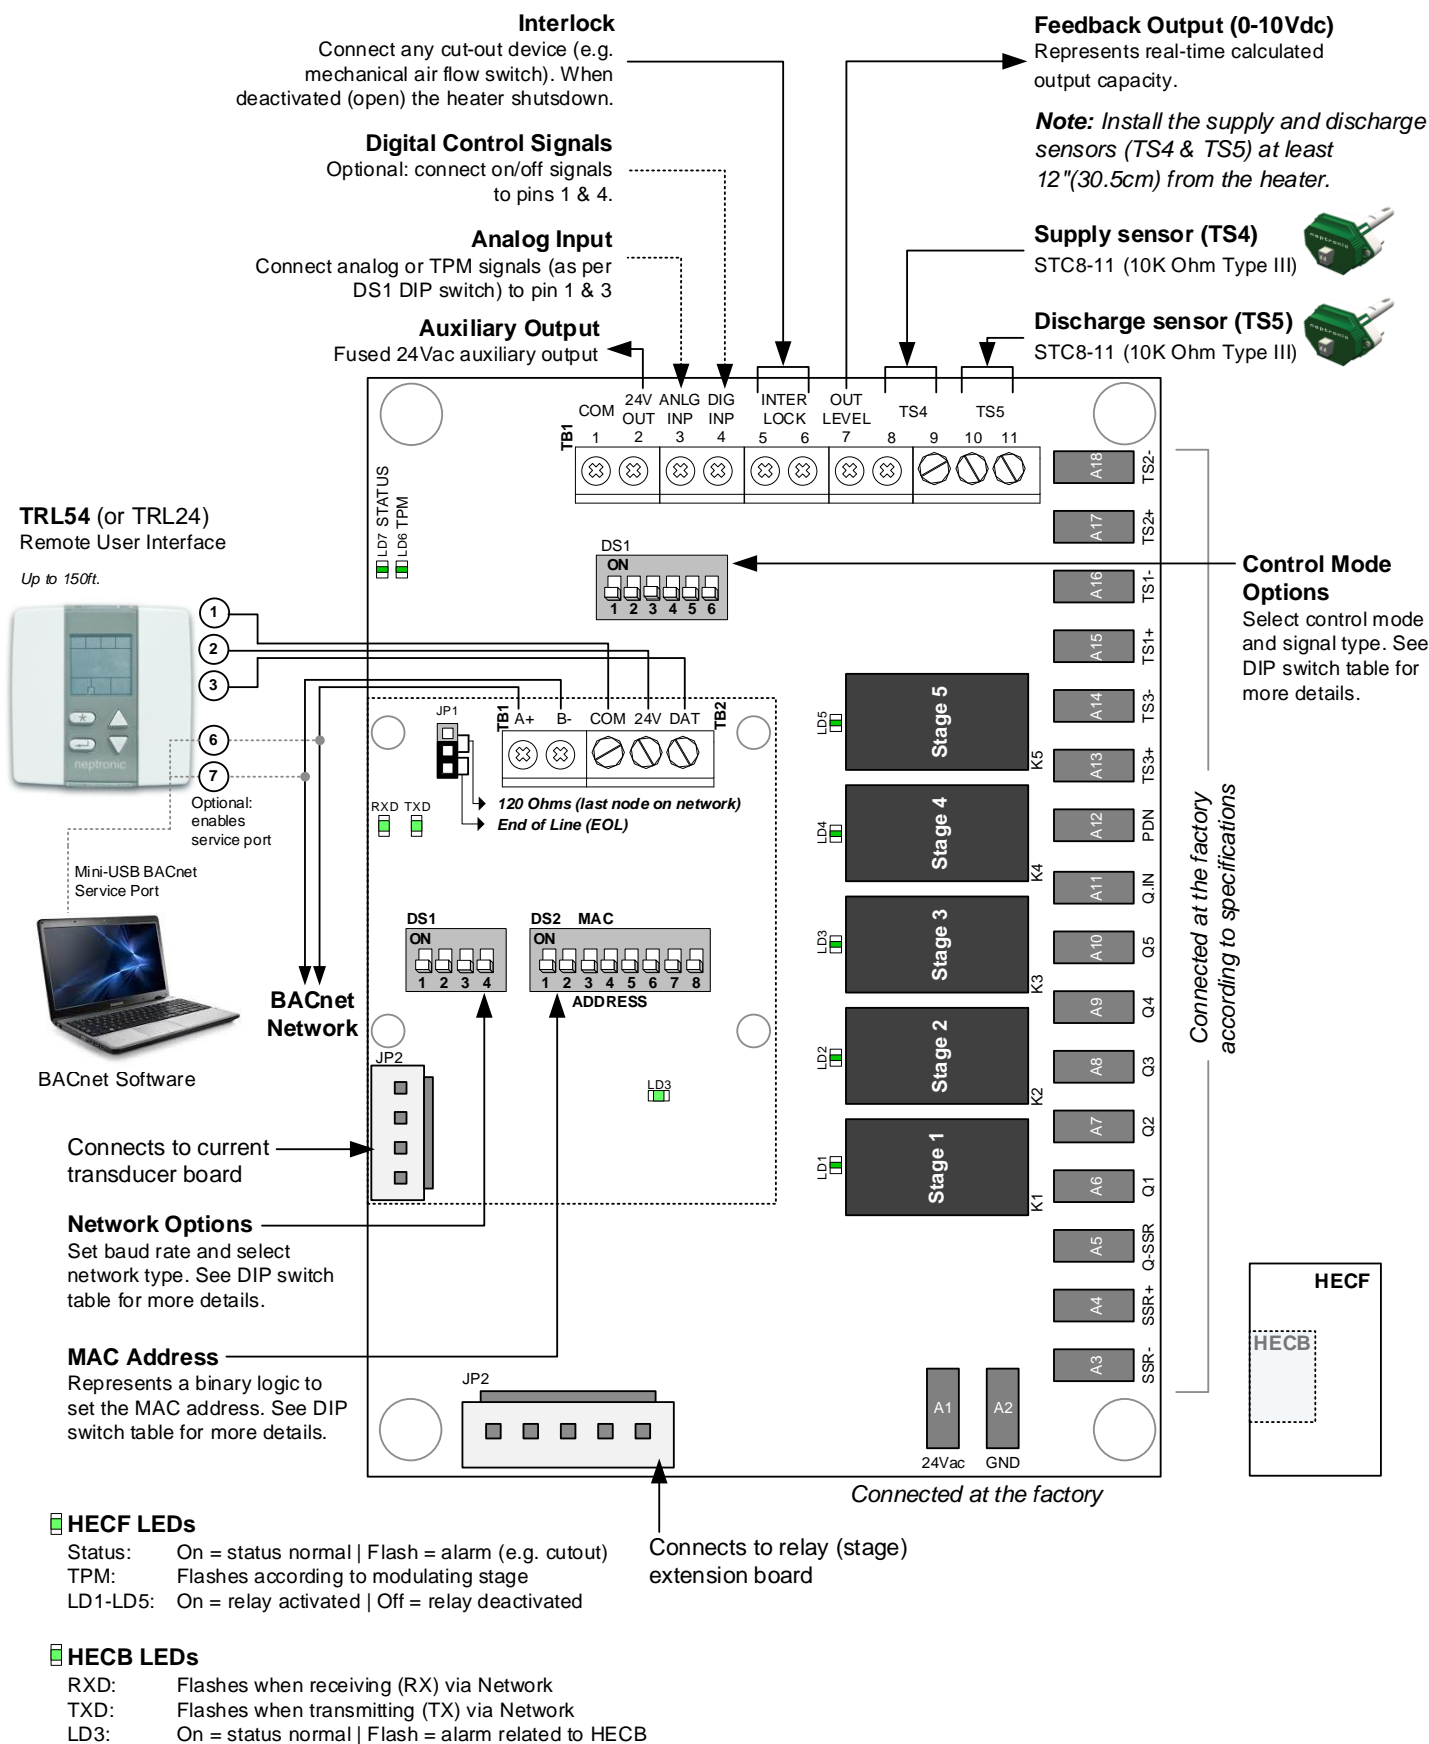 Interlock
Connect any cut-out device (e.g.
mechanical air flow switch). When
deactivated (open) the heater shutdown.
Digital Control Signals
Optional: connect on/off signals
to pins 1 & 4.
Analog Input
Connect analog or TPM signals (as per
DS1 DIP switch) to pin 1 & 3
Auxiliary Output
Fused 24Vac auxiliary output
Feedback Output (0-10Vdc)
Represents real-time calculated
output capacity.
Note: Install the supply and discharge
sensors (TS4 & TS5) at least
12"(30.5cm) from the heater.
Supply sensor (TS4)
STC8-11 (10K Ohm Type III)
neptronic
Discharge sensor (TS5)
STC8-11 (10K Ohm Type III)
neptronic
COM
24V
OUT
ANLG
INP
DIG
INP
INTER
LOCK
OUT
LEVEL
TS4
TS5
TB1
1 2 3 4 5 6 7 8 9 10 11
LD7 STATUS
LD6 TPM
DS1
ON
1 2 3 4 5 6
Control Mode
Options
Select control mode
and signal type. See
DIP switch table for
more details.
TRL54 (or TRL24)
Remote User Interface
Up to 150ft.
neptronic
1
2
3
6
7
Optional:
enables
service port
Mini-USB BACnet
Service Port
BACnet Software
BACnet
Network
JP1
TB1
A+ B- COM 24V DAT
TB2
120 Ohms (last node on network)
End of Line (EOL)
RXD TXD
DS1
ON
1 2 3 4
DS2 MAC
ON
1 2 3 4 5 6 7 8
ADDRESS
JP2
LD3
LD5
Stage 5
K5
LD4
Stage 4
K4
LD3
Stage 3
K3
LD2
Stage 2
K2
LD1
Stage 1
K1
A18 TS2-
A17 TS2+
A16 TS1-
A15 TS1+
A14 TS3-
A13 TS3+
A12 PDN
A11 Q.IN
A10 Q5
A9 Q4
A8 Q3
A7 Q2
A6 Q1
A5 Q-SSR
A4 SSR+
A3 SSR-
Connected at the factory
according to specifications
Connects to current
transducer board
Network Options
Set baud rate and select
network type. See DIP switch
table for more details.
MAC Address
Represents a binary logic to
set the MAC address. See DIP
switch table for more details.
JP2
A1
A2
24Vac
GND
Connected at the factory
HECF
HECB
Connects to relay (stage)
extension board
HECF LEDs
Status: On = status normal | Flash = alarm (e.g. cutout)
TPM: Flashes according to modulating stage
LD1-LD5: On = relay activated | Off = relay deactivated
HECB LEDs
RXD: Flashes when receiving (RX) via Network
TXD: Flashes when transmitting (TX) via Network
LD3: On = status normal | Flash = alarm related to HECB